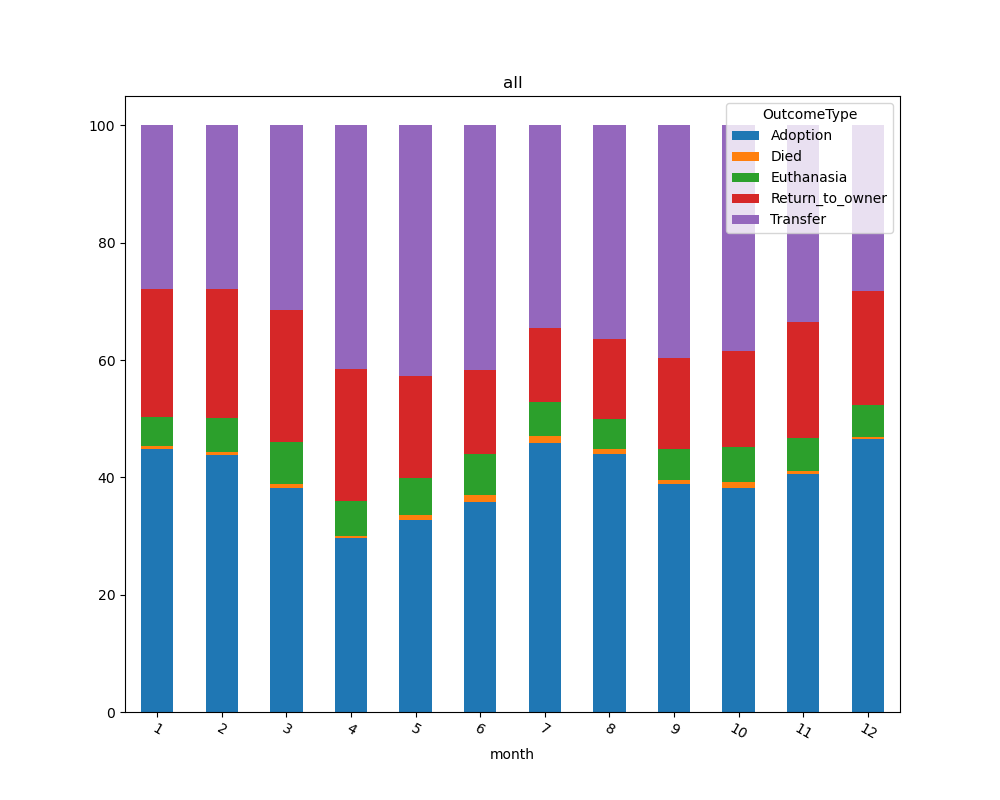 all
OutcomeType
Adoption
Died
Euthanasia
Return_to_owner
Transfer
100
80
60
40
20
0
1 2 3 4 5 6 7 8 9 10 11 12
month